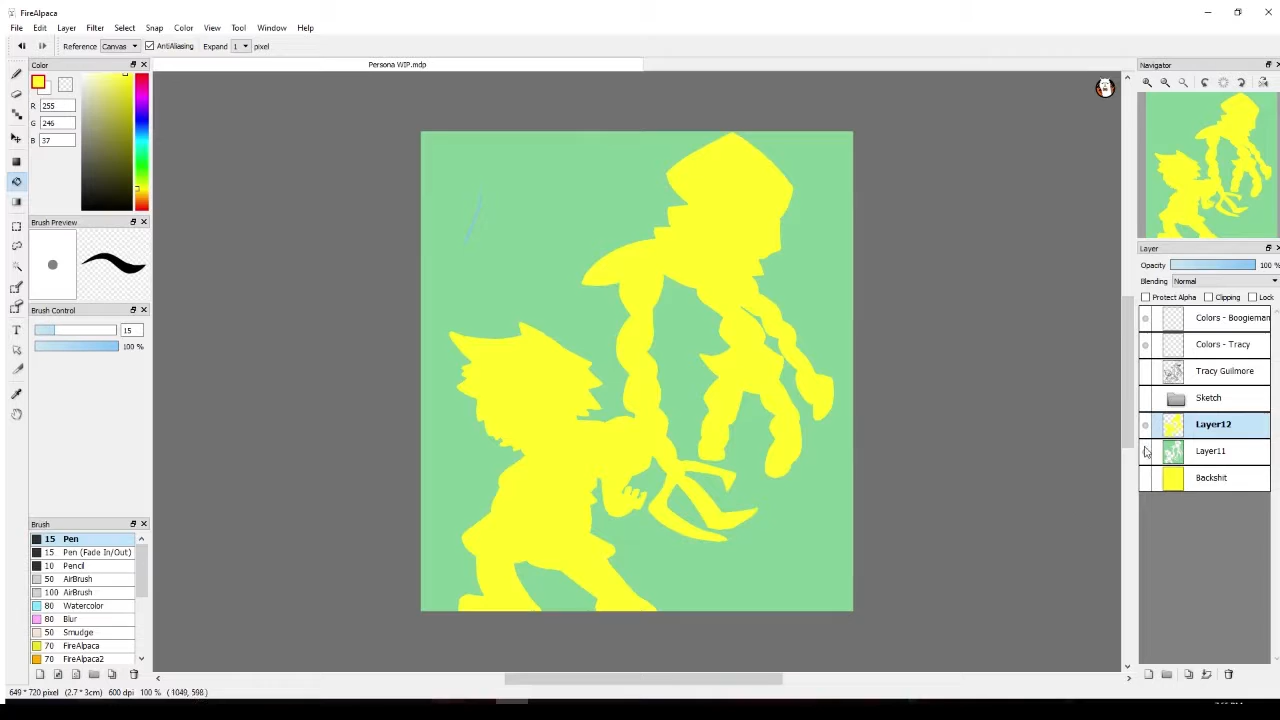 FireAlpaca
File Edit Layer Filter Select Snap Color View Tool Window Help
Reference Canvas AntiAliasing Expand 1 pixel
Color
Persona WIP.mdp
Navigator
R 255
G 246
B 37
Brush Preview
Brush Control
15
100 %
Layer
Opacity 100 %
Blending Normal
Protect Alpha Clipping Lock
Colors - Boogieman
Colors - Tracy
Tracy Guilmore
Sketch
Layer12
Layer11
Backshit
Brush
15 Pen
15 Pen (Fade In/Out)
10 Pencil
50 AirBrush
100 AirBrush
80 Watercolor
80 Blur
50 Smudge
70 FireAlpaca
70 FireAlpaca2
649 * 720 pixel (2.7 * 3cm) 600 dpi 100 % ( 1049, 598 )